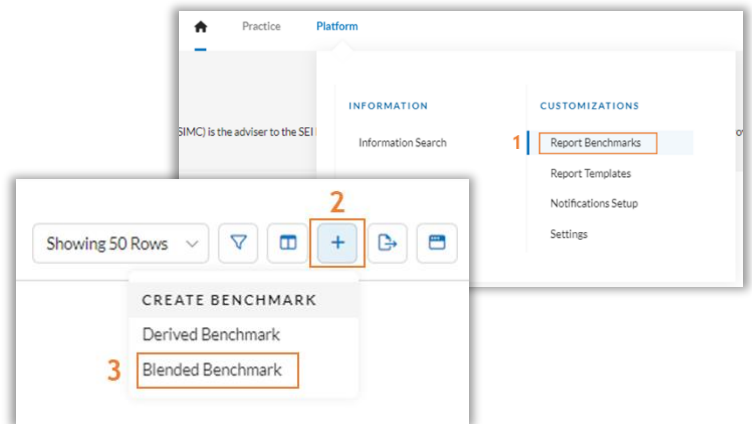 Practice Platform
INFORMATION
CUSTOMIZATIONS
SIMC) is the adviser to the SEI
Information Search
1 Report Benchmarks
Report Templates
Notifications Setup
Settings
2
Showing 50 Rows
CREATE BENCHMARK
Derived Benchmark
3 Blended Benchmark